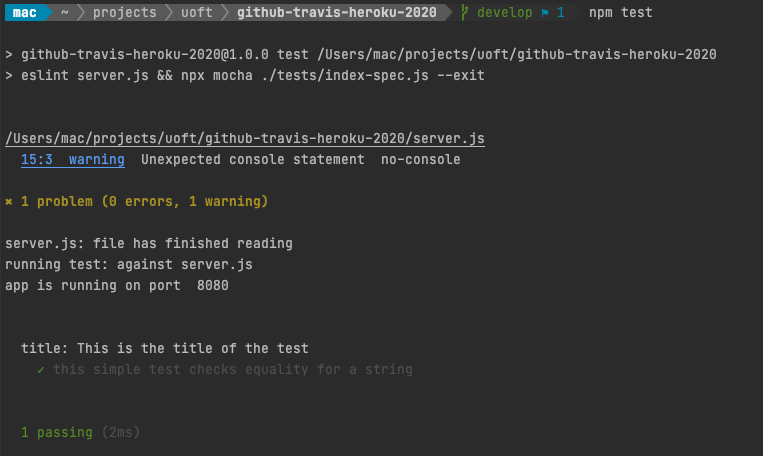 mac ~ projects uoft github-travis-heroku-2020 develop 1 npm test
> github-travis-heroku-2020@1.0.0 test /Users/mac/projects/uoft/github-travis-heroku-2020
> eslint server.js && npx mocha ./tests/index-spec.js --exit
/Users/mac/projects/uoft/github-travis-heroku-2020/server.js
15:3  warning  Unexpected console statement  no-console
✖ 1 problem (0 errors, 1 warning)
server.js: file has finished reading
running test: against server.js
app is running on port  8080
title: This is the title of the test
✓ this simple test checks equality for a string
1 passing (2ms)